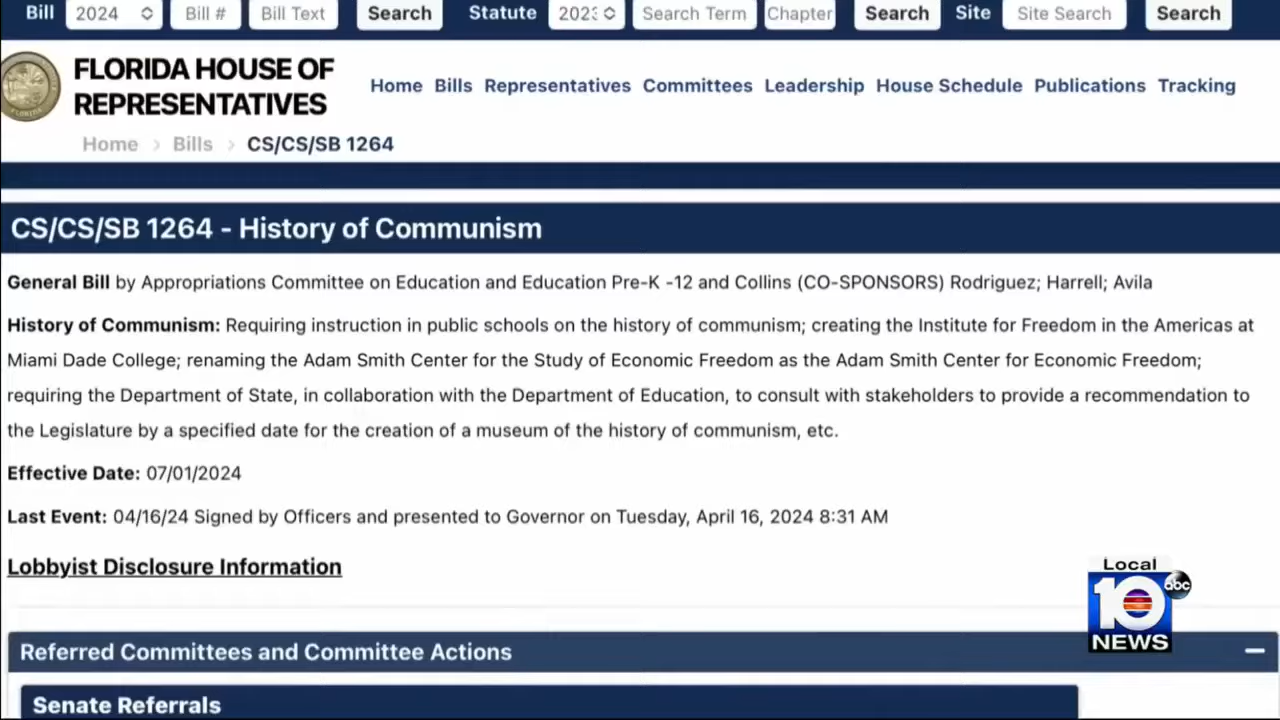 Bill 2024 Bill # Bill Text Search Statute 2023 Search Term Chapter Search Site Site Search Search
FLORIDA HOUSE OF
REPRESENTATIVES
Home Bills Representatives Committees Leadership House Schedule Publications Tracking
Home > Bills > CS/CS/SB 1264
CS/CS/SB 1264 - History of Communism
General Bill by Appropriations Committee on Education and Education Pre-K -12 and Collins (CO-SPONSORS) Rodriguez; Harrell; Avila
History of Communism: Requiring instruction in public schools on the history of communism; creating the Institute for Freedom in the Americas at
Miami Dade College; renaming the Adam Smith Center for the Study of Economic Freedom as the Adam Smith Center for Economic Freedom;
requiring the Department of State, in collaboration with the Department of Education, to consult with stakeholders to provide a recommendation to
the Legislature by a specified date for the creation of a museum of the history of communism, etc.
Effective Date: 07/01/2024
Last Event: 04/16/24 Signed by Officers and presented to Governor on Tuesday, April 16, 2024 8:31 AM
Lobbyist Disclosure Information
Local
10
abc
NEWS
Referred Committees and Committee Actions
Senate Referrals